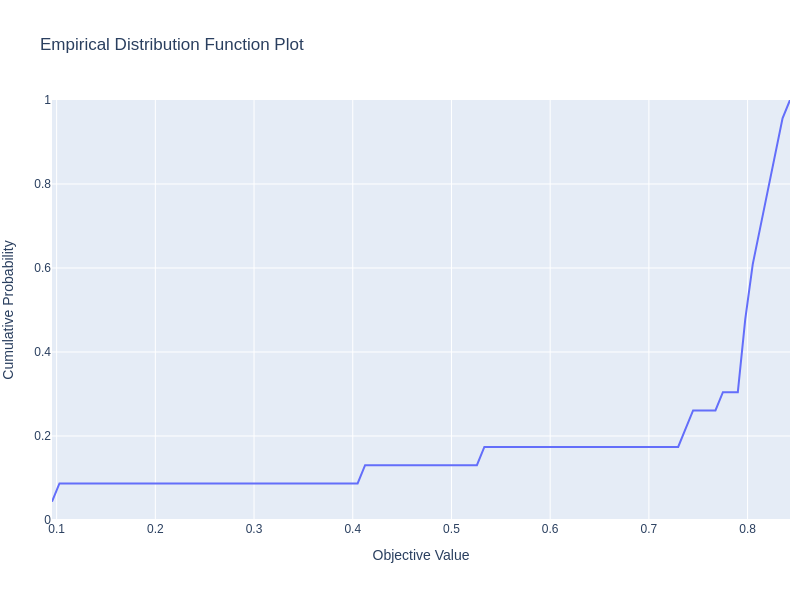 Empirical Distribution Function Plot
1
0.8
0.6
0.4
0.2
0
Cumulative Probability
0.1 0.2 0.3 0.4 0.5 0.6 0.7 0.8
Objective Value